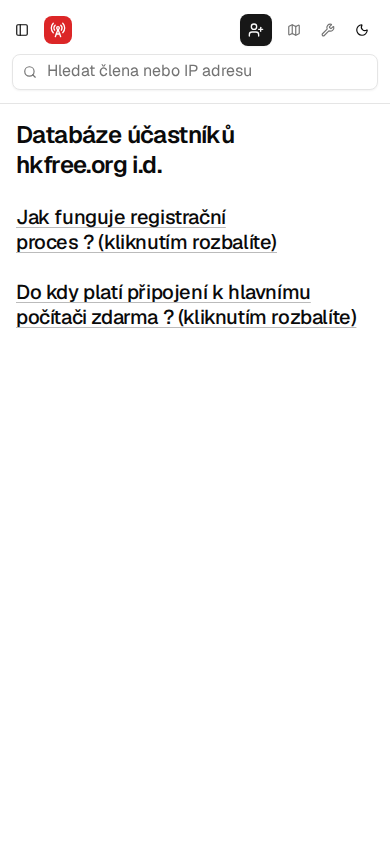 Hledat člena nebo IP adresu
Databáze účastníků
hkfree.org i.d.
Jak funguje registrační
proces ? (kliknutím rozbalíte)
Do kdy platí připojení k hlavnímu
počítači zdarma ? (kliknutím rozbalíte)